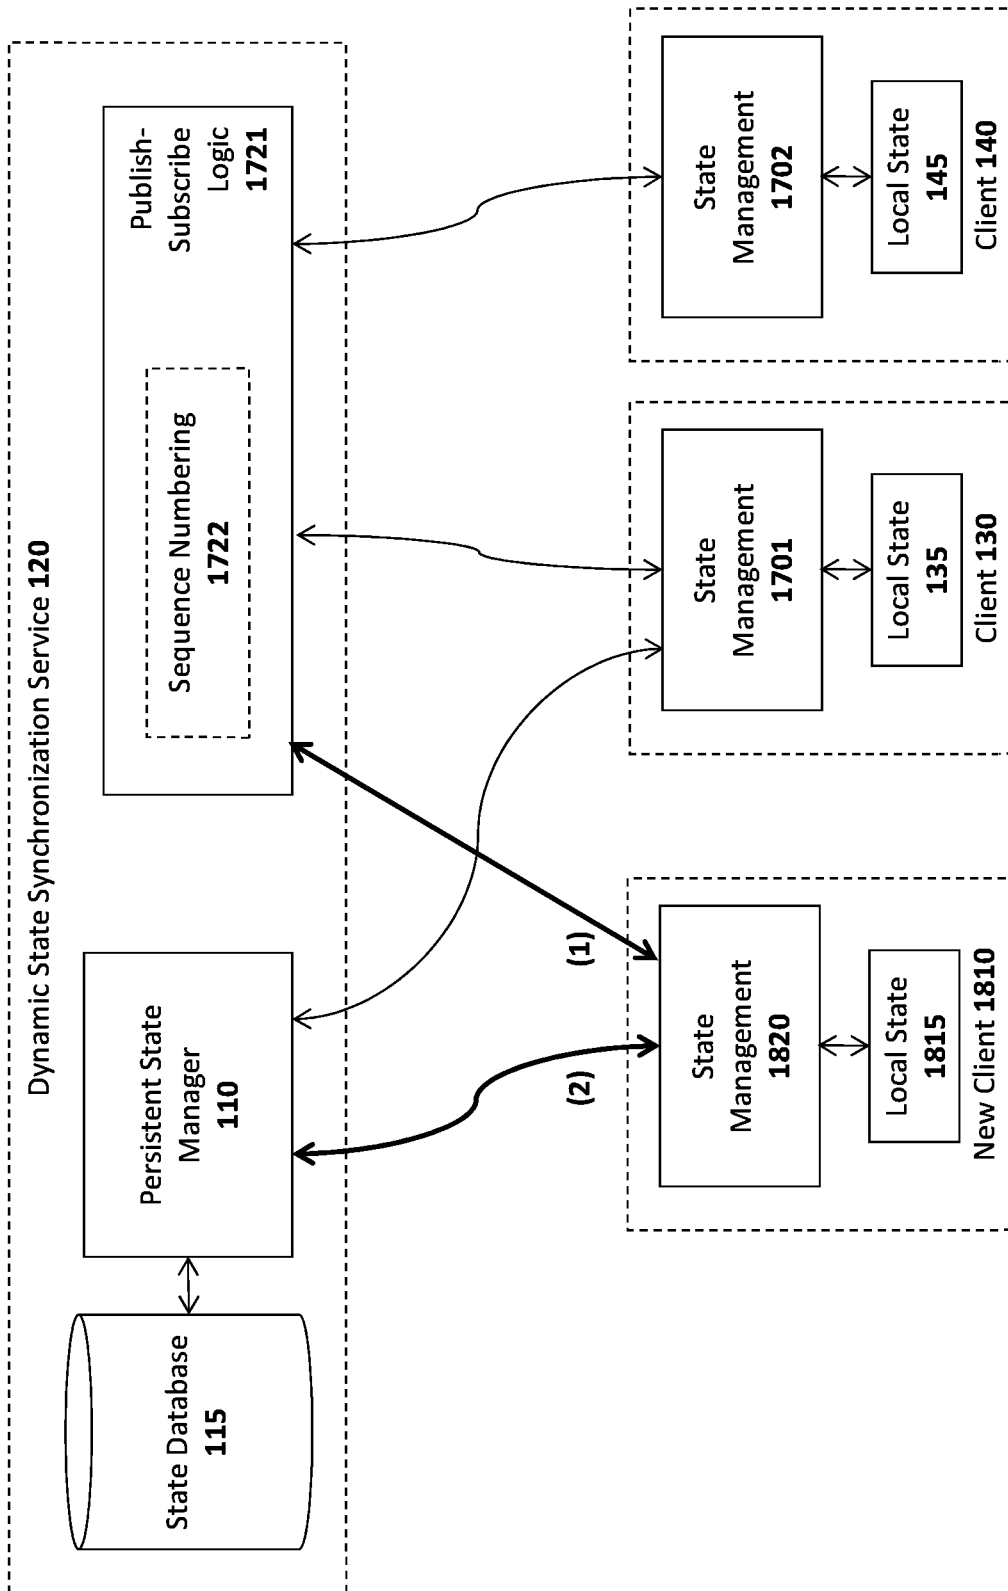 Dynamic State Synchronization Service 120
State Database
115
Persistent State
Manager
110
Sequence Numbering
1722
Publish-
Subscribe
Logic
1721
(2)
(1)
State
Management
1820
Local State
1815
New Client 1810
State
Management
1701
Local State
135
Client 130
State
Management
1702
Local State
145
Client 140